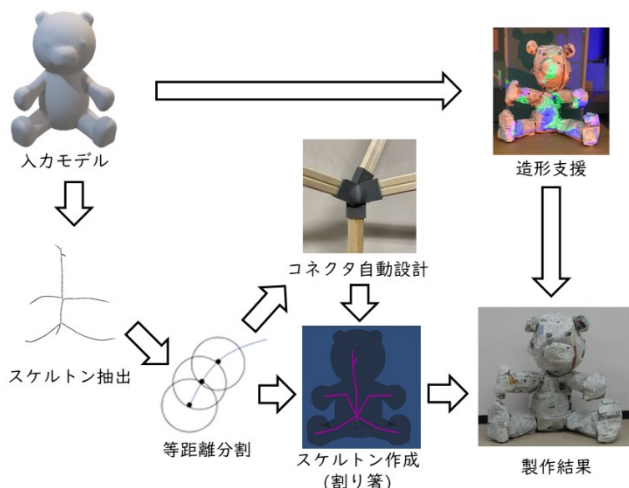 入力モデル
造形支援
コネクタ自動設計
スケルトン抽出
等距離分割
スケルトン作成
(割り箸)
製作結果